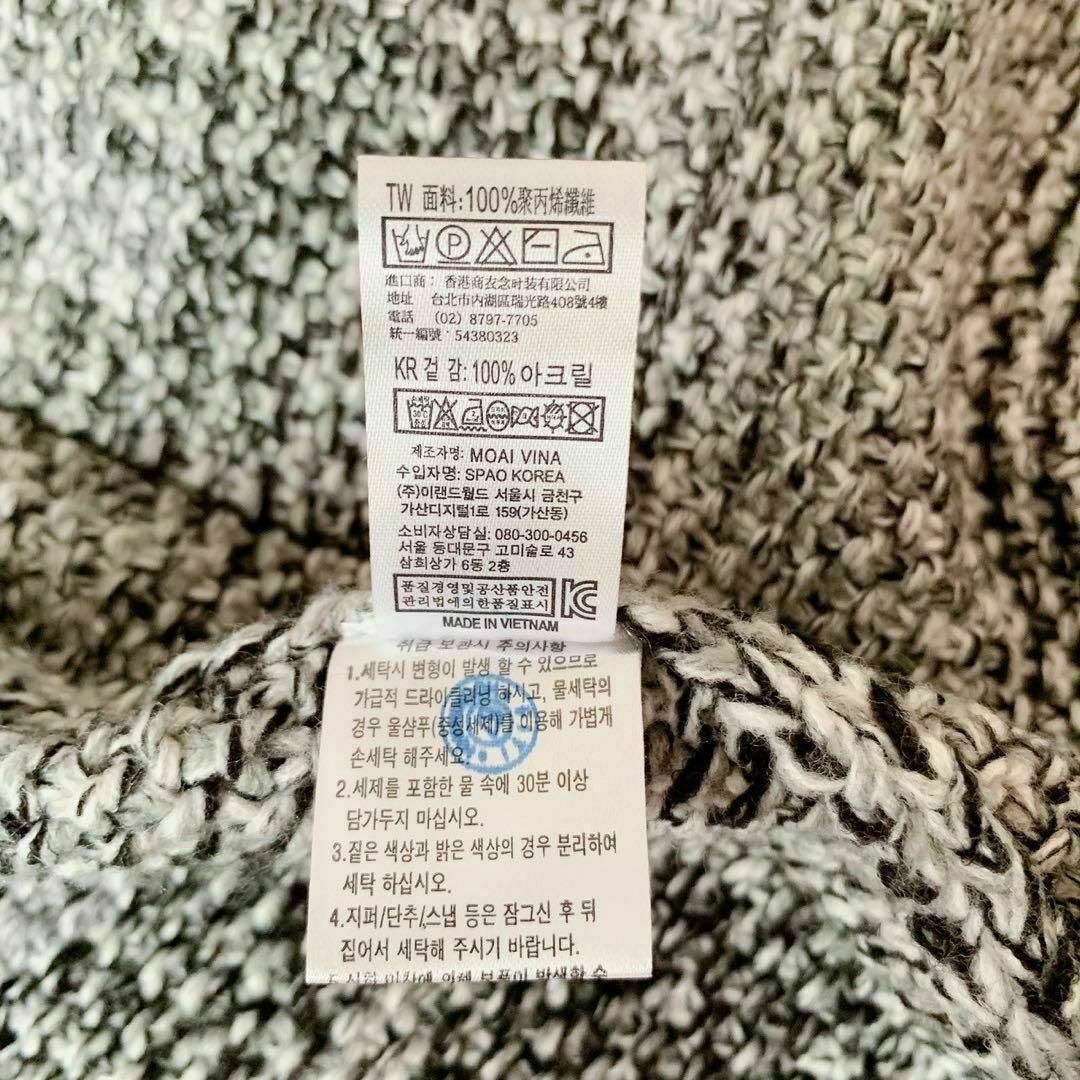 TW 面料:100%聚丙烯纖維
P
進口商: 香港商衣念时装有限公司
地址 台北市內湖區瑞光路408號4樓
電話 (02) 8797-7705
統一編號: 54380323
KR 겉 감: 100% 아크릴
제조자명: MOAI VINA
수입자명: SPAO KOREA
(주)이랜드월드 서울시 금천구
가산디지털1로 159(가산동)
소비자상담실: 080-300-0456
서울 동대문구 고미술로 43
삼희상가 6동 2층
품질경영및공산품안전
관리법에의한품질표시
MADE IN VIETNAM
취급 보관시 주의사항
1.세탁시 변형이 발생 할 수 있으므로
가급적 드라이클리닝 하시고, 물세탁의
경우 울샴푸(중성세제)를 이용해 가볍게
손세탁 해주세요.
2.세제를 포함한 물 속에 30분 이상
담가두지 마십시오.
3.짙은 색상과 밝은 색상의 경우 분리하여
세탁 하십시오.
4.지퍼/단추/스냅 등은 잠그신 후 뒤
집어서 세탁해 주시기 바랍니다.